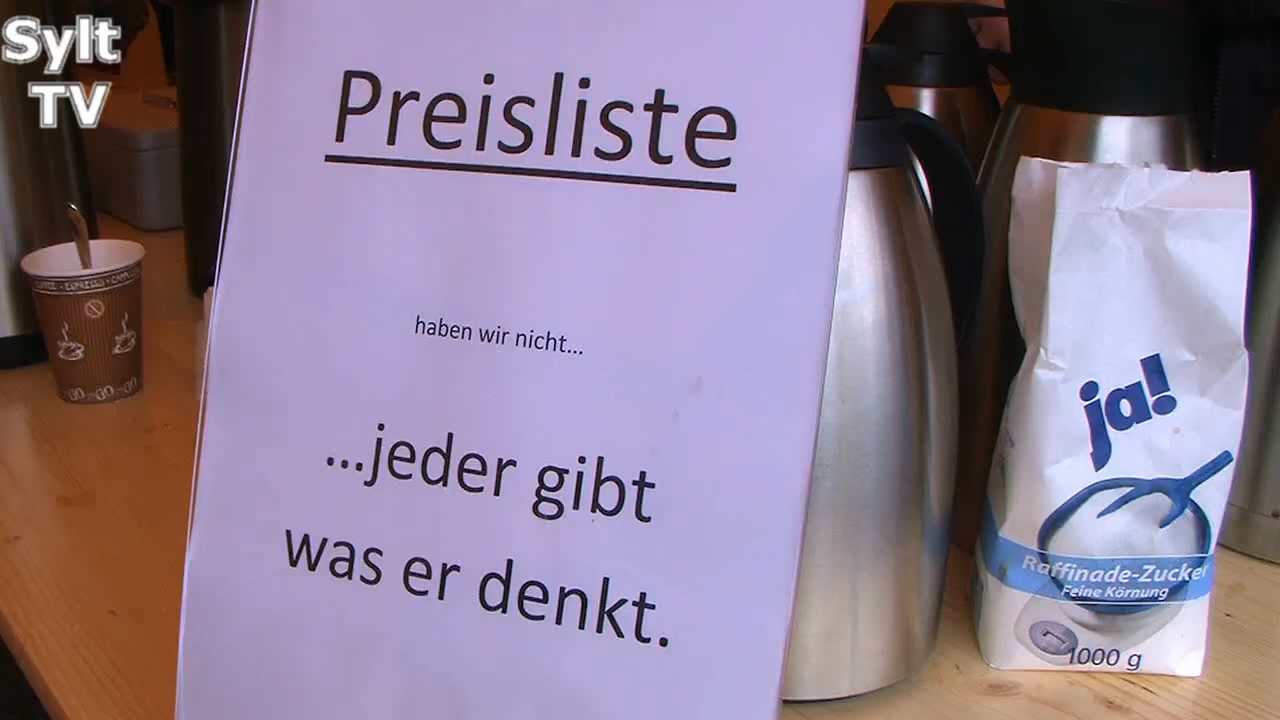 Sylt
TV
Preisliste
haben wir nicht...
...jeder gibt
was er denkt.
ja!
Raffinade-Zucker
Feine Körnung
1000 g